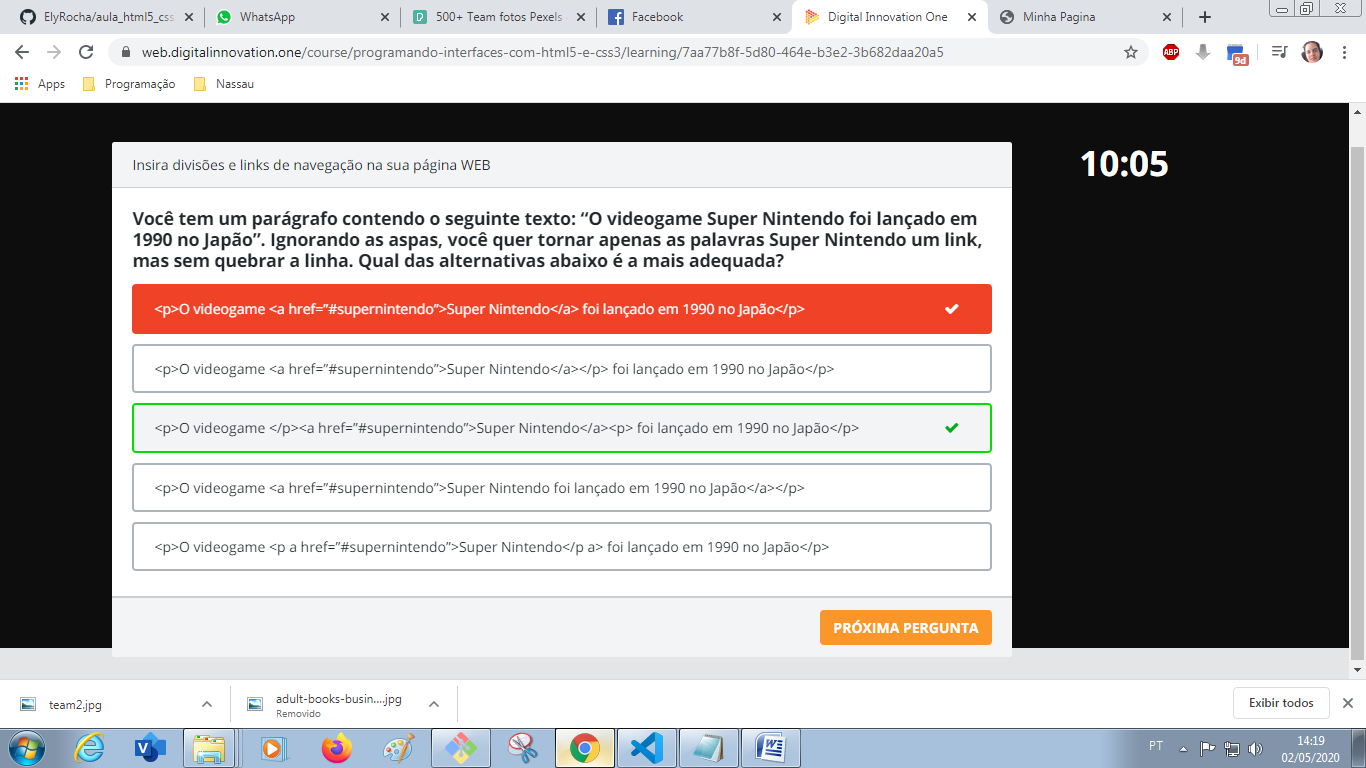 ElyRocha/aula_html5_css
WhatsApp
500+ Team fotos Pexels
Facebook
Digital Innovation One
Minha Pagina
web.digitalinnovation.one/course/programando-interfaces-com-html5-e-css3/learning/7aa77b8f-5d80-464e-b3e2-3b682daa20a5
ABP
9d
Apps
Programação
Nassau
Insira divisões e links de navegação na sua página WEB
10:05
Você tem um parágrafo contendo o seguinte texto: “O videogame Super Nintendo foi lançado em
1990 no Japão”. Ignorando as aspas, você quer tornar apenas as palavras Super Nintendo um link,
mas sem quebrar a linha. Qual das alternativas abaixo é a mais adequada?
<p>O videogame <a href=”#supernintendo”>Super Nintendo</a> foi lançado em 1990 no Japão</p>
<p>O videogame <a href=”#supernintendo”>Super Nintendo</a></p> foi lançado em 1990 no Japão</p>
<p>O videogame </p><a href=”#supernintendo”>Super Nintendo</a><p> foi lançado em 1990 no Japão</p>
<p>O videogame <a href=”#supernintendo”>Super Nintendo foi lançado em 1990 no Japão</a></p>
<p>O videogame <p a href=”#supernintendo”>Super Nintendo</p a> foi lançado em 1990 no Japão</p>
PRÓXIMA PERGUNTA
team2.jpg
adult-books-busin....jpg
Removido
Exibir todos
PT
14:19
02/05/2020